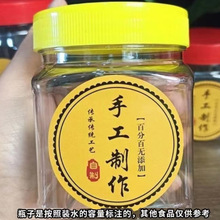 手工制作
【百分百无添加】
传承传统工艺
自制
瓶子是按照装水的容量标注的，其他食品仅供参考